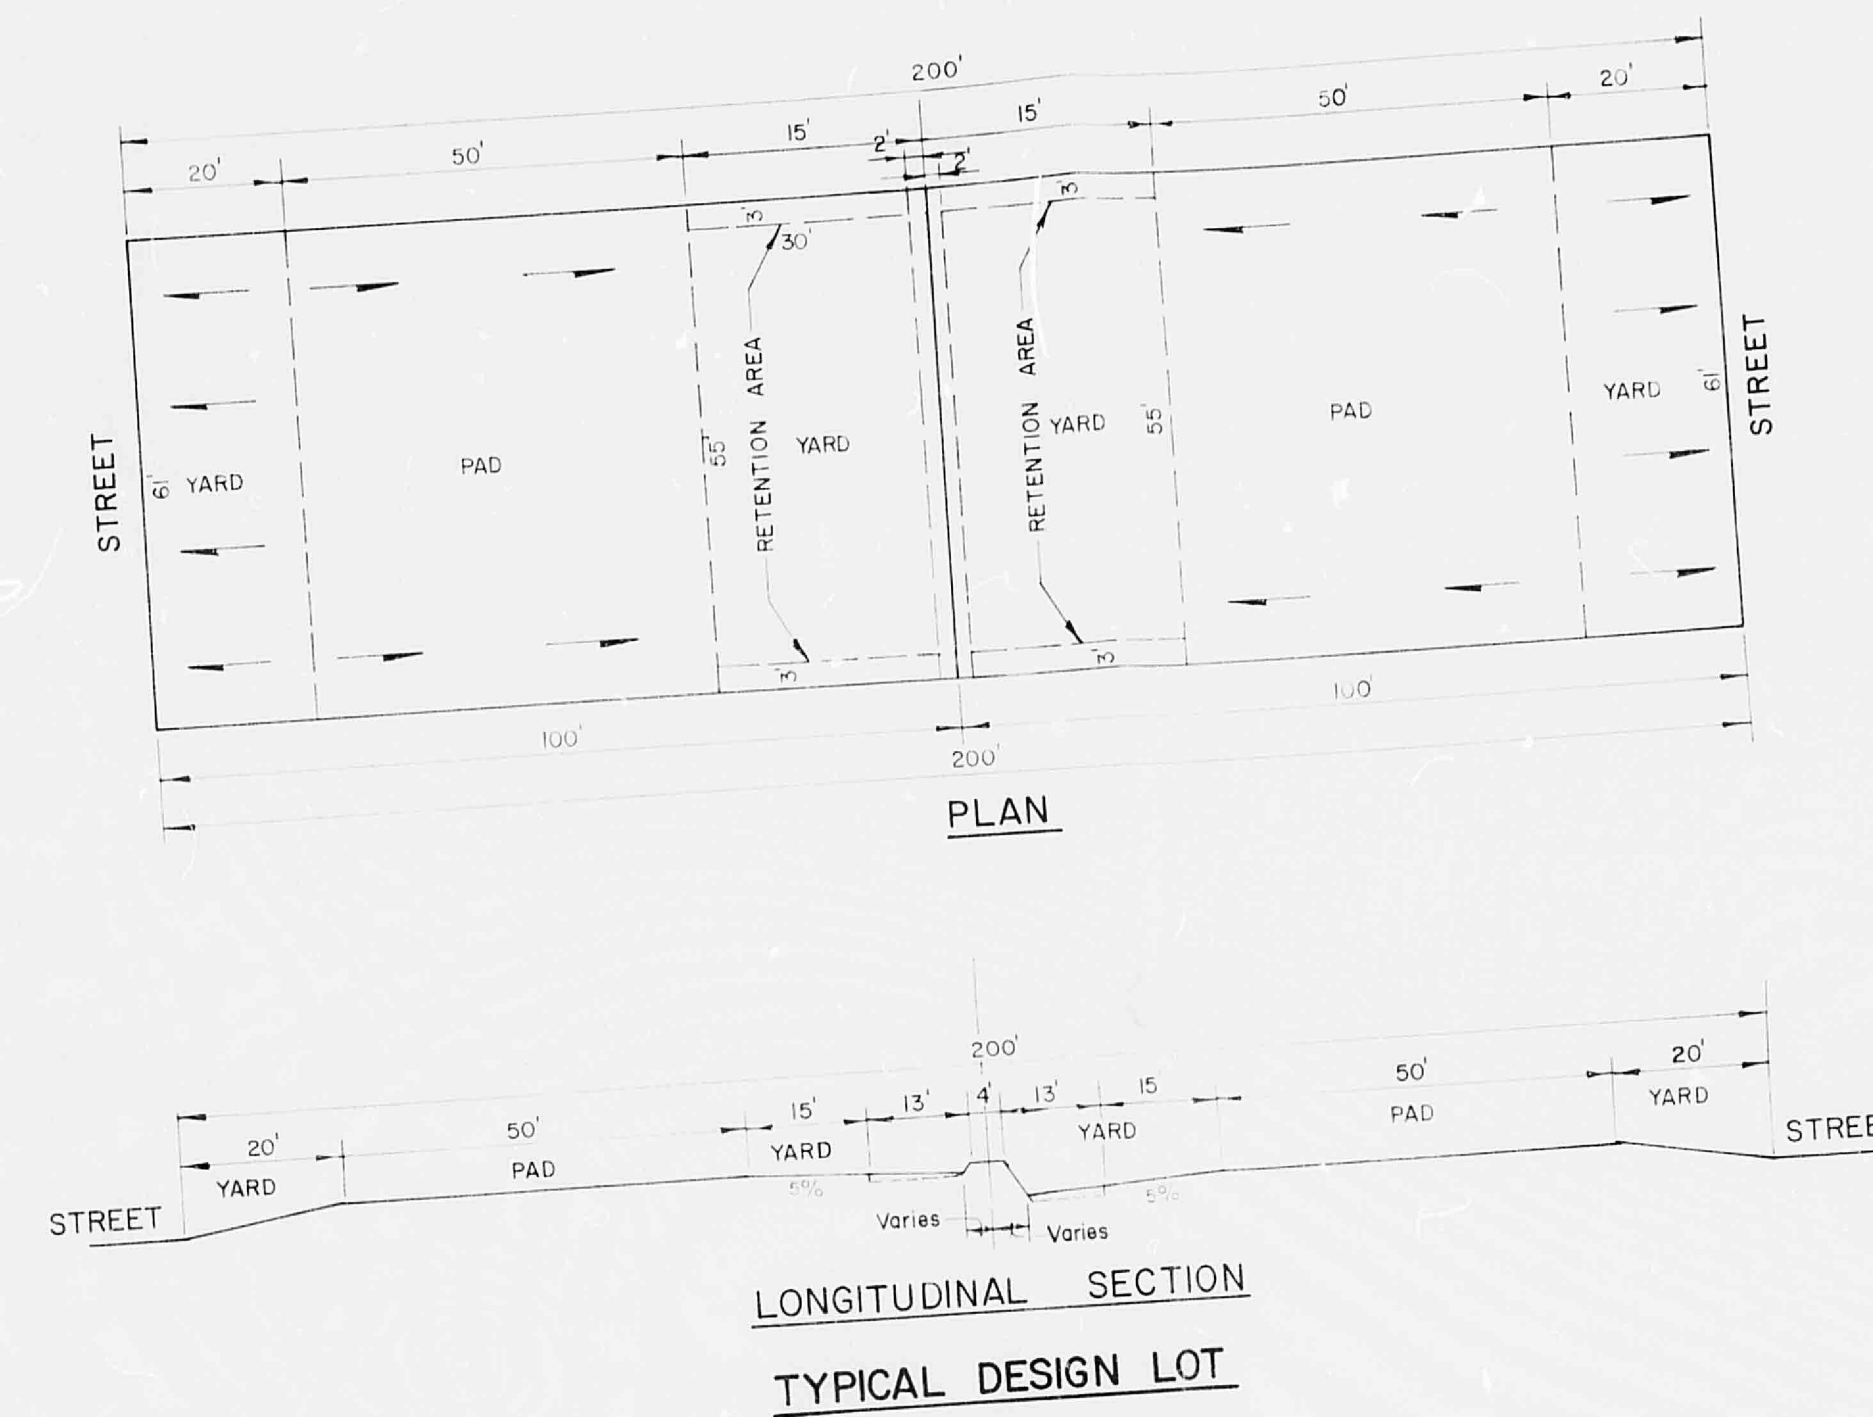 200'
20' 50' 15' 2' 2' 15' 50' 20'
3' 3'
30'
STREET 61' YARD PAD 55' RETENTION AREA YARD RETENTION AREA YARD 55' PAD YARD 61' STREET
3' 3'
100' 100'
200'
PLAN
200'
20' 50' 15' 13' 4' 13' 15 50' 20'
STREET YARD PAD YARD YARD PAD YARD STREE
5% 5%
Varies Varies
LONGITUDINAL SECTION
TYPICAL DESIGN LOT